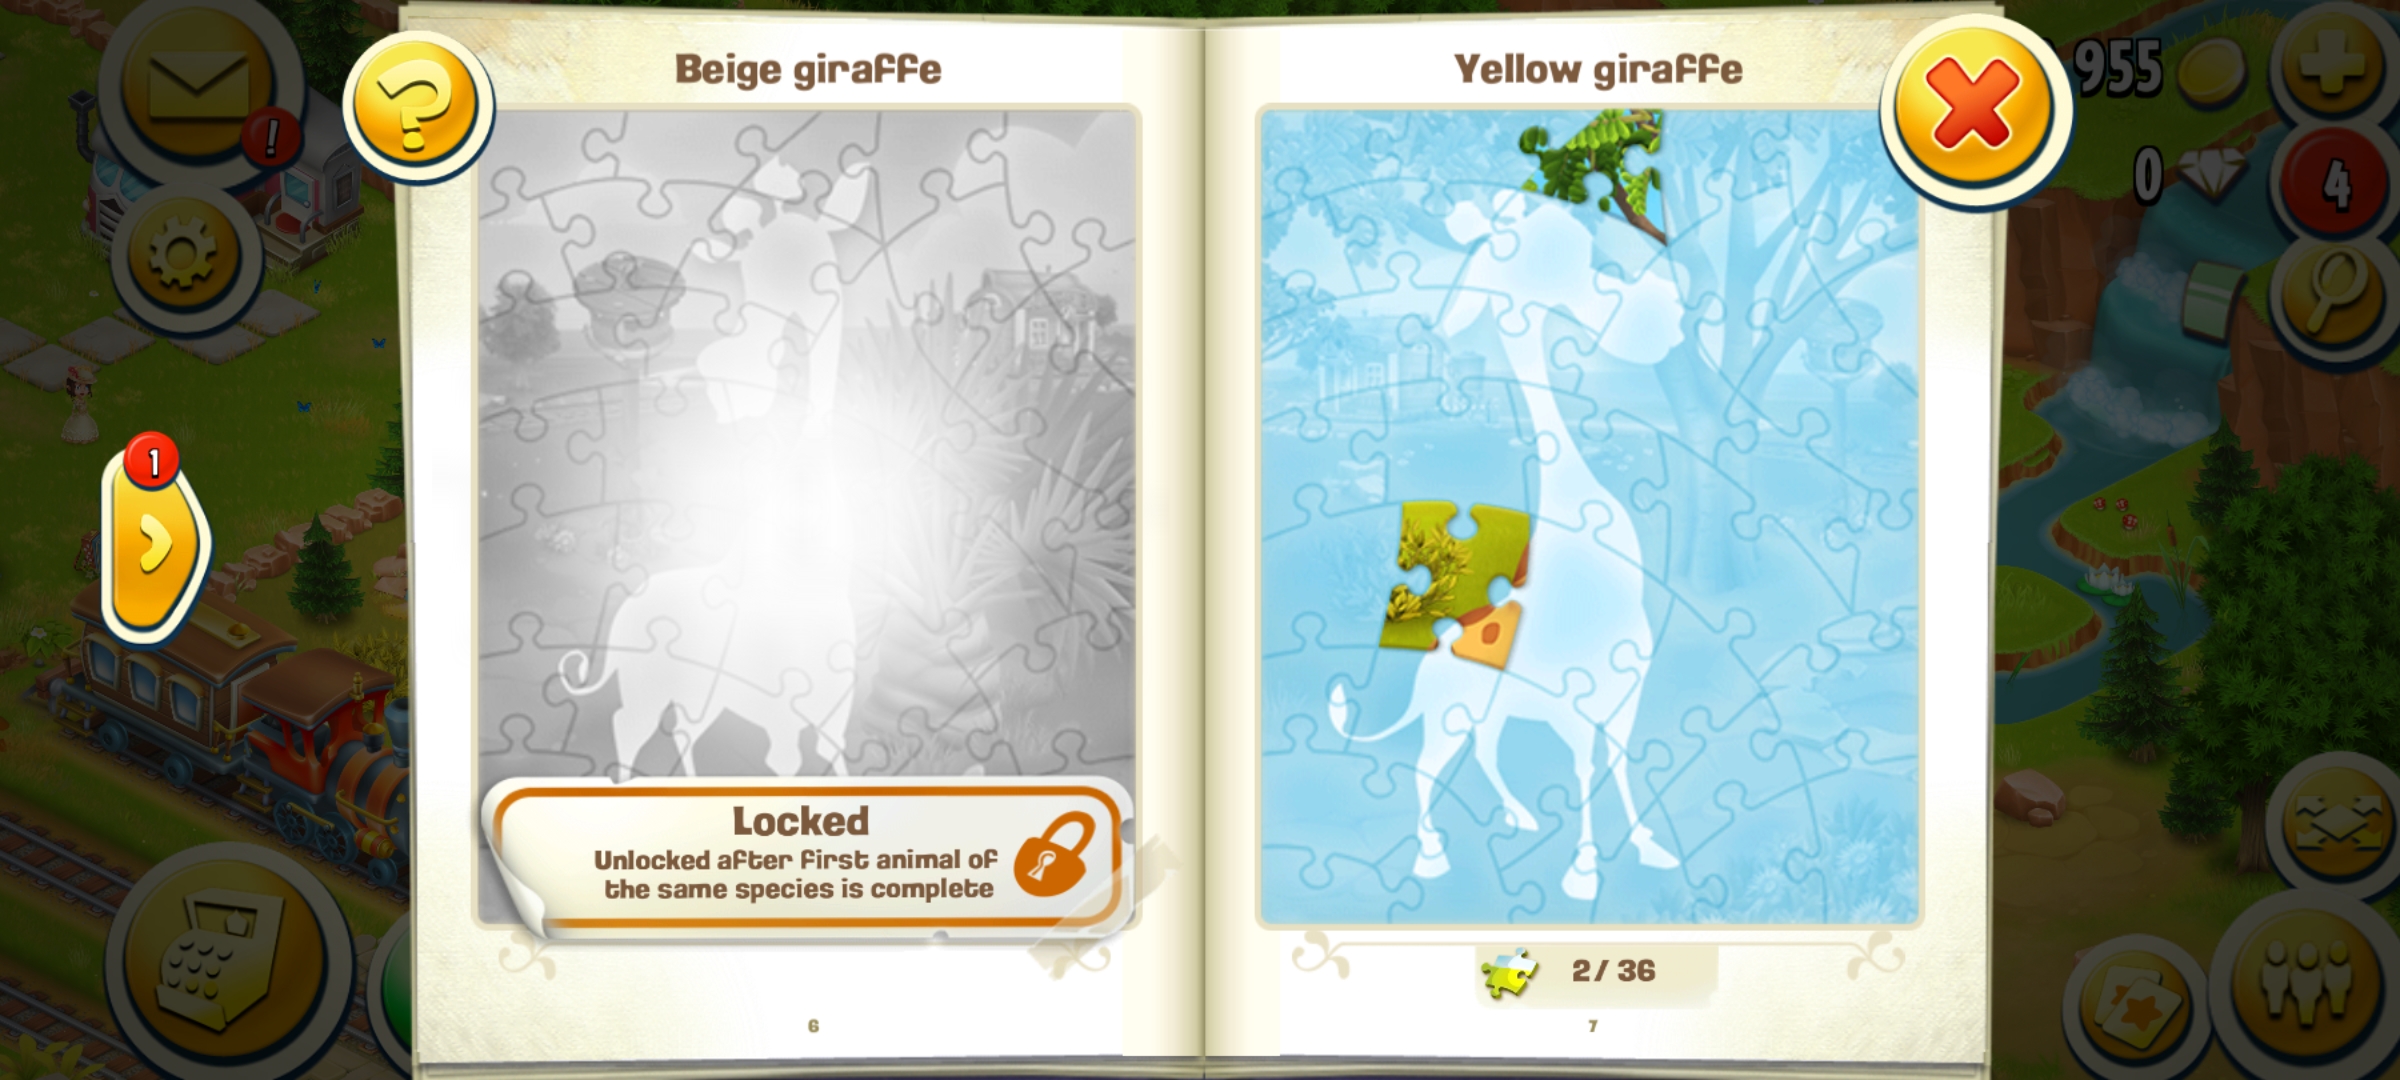 Beige giraffe
Yellow giraffe
955
0
!
4
1
Locked
Unlocked after first animal of
the same species is complete
2/ 36
6
7